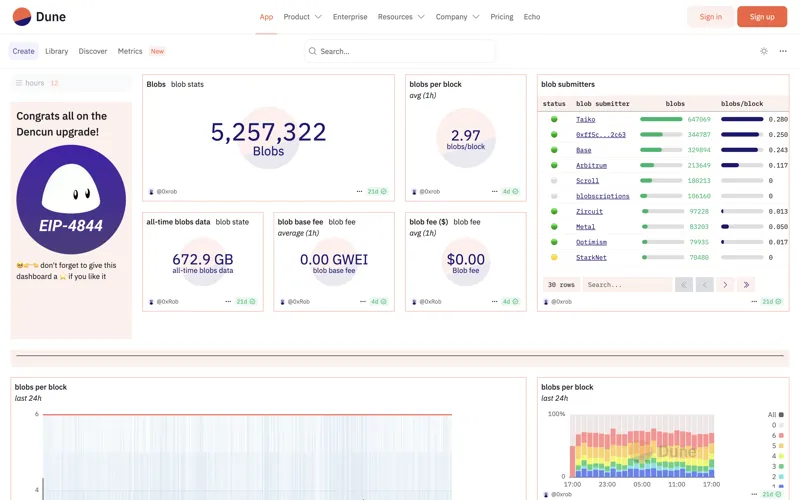 Dune
App
Product
Enterprise
Resources
Company
Pricing
Echo
Sign in
Sign up
Create
Library
Discover
Metrics
New
Search...
hours 12
Congrats all on the
Dencun upgrade!
EIP-4844
don't forget to give this
dashboard a ⭐ if you like it
Blobs blob stats
5,257,322
Blobs
@0xrob
21d
blobs per block
avg (1h)
2.97
blobs/block
@0xrob
4d
all-time blobs data blob state
672.9 GB
all-time blobs data
@0xRob
21d
blob base fee blob fee
average (1h)
0.00 GWEI
blob base fee
@0xRob
4d
blob fee ($) blob fee
avg (1h)
$0.00
Blob fee
@0xRob
4d
blob submitters
status blob submitter blobs blobs/block
Taiko 647069 0.280
0xff5c...2c63 344787 0.250
Base 329894 0.243
Arbitrum 213649 0.117
Scroll 180213 0
blobscriptions 106160 0
Zircuit 97228 0.013
Metal 83203 0.050
Optimism 79935 0.017
StarkNet 70480 0
30 rows
Search...
@0xrob
21d
blobs per block
last 24h
6
4
blobs per block
last 24h
100%
0
17:00 23:00 05:00 11:00 17:00
Dune
All
0
6
5
4
3
2
@0xrob
21d